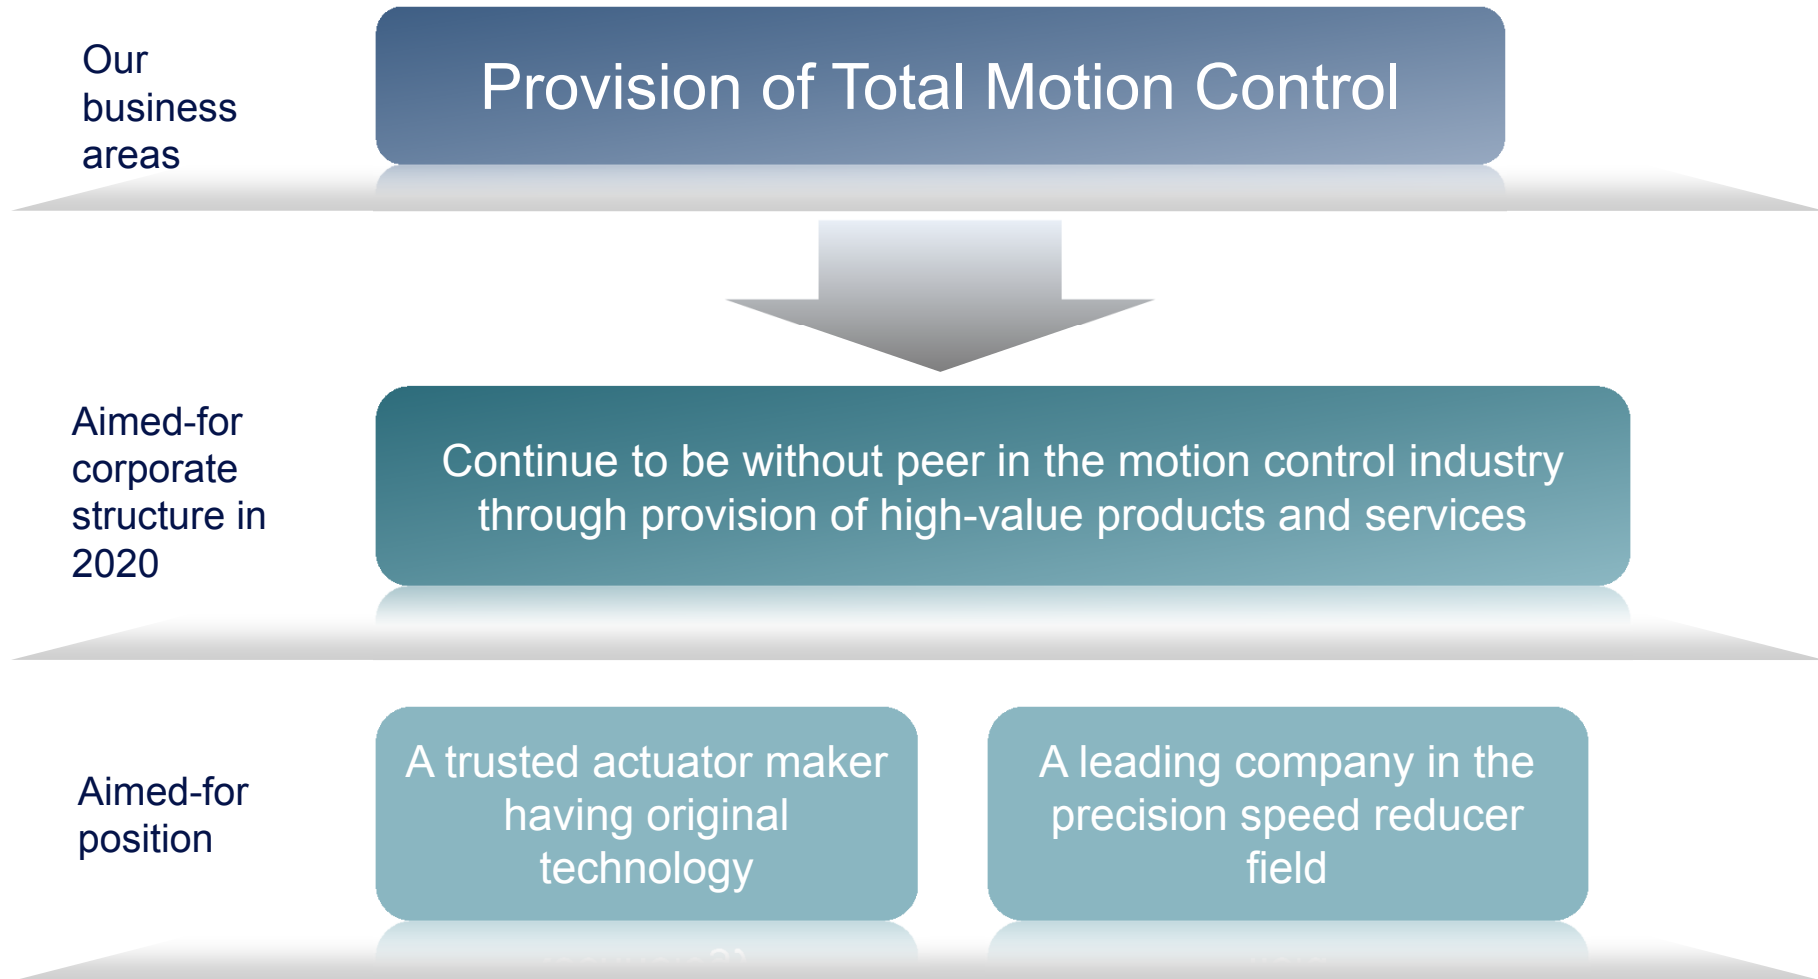 Our
business
areas
Provision of Total Motion Control
Aimed-for
corporate
structure in
2020
Continue to be without peer in the motion control industry
through provision of high-value products and services
Aimed-for
position
A trusted actuator maker
having original
technology
A leading company in the
precision speed reducer
field